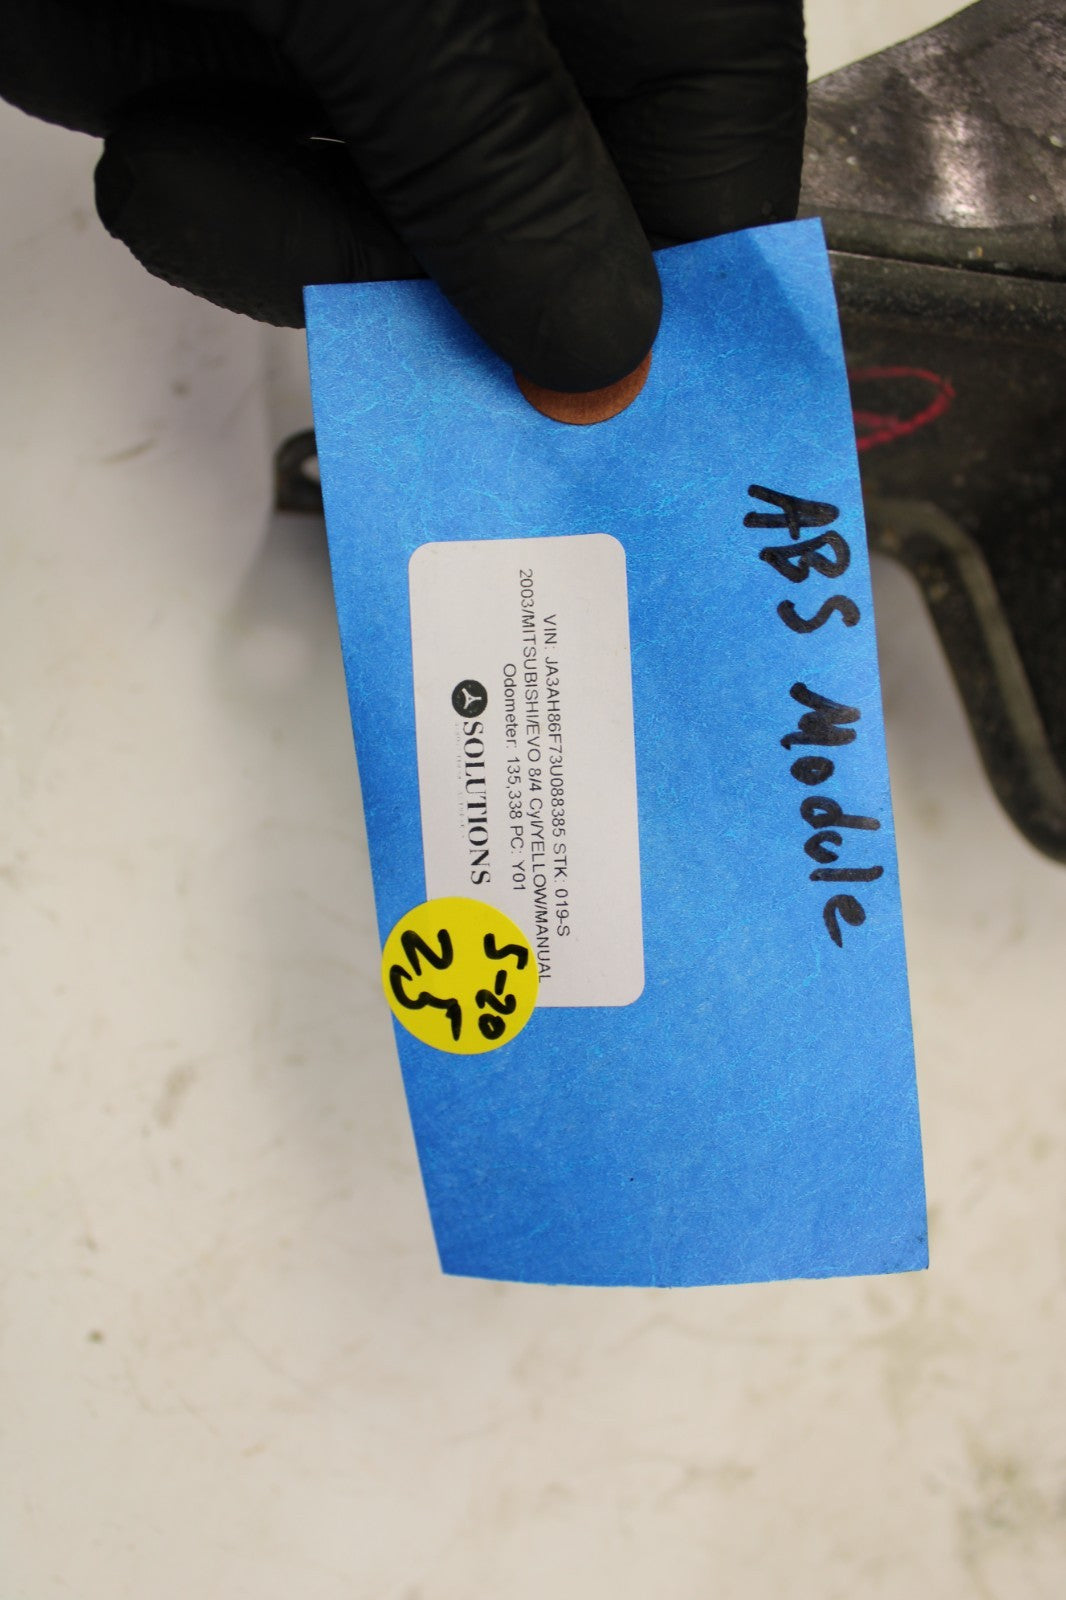 ABS Module
VIN: JA3AH86F73U088385 STK: 019-S
2003/MITSUBISHI/EVO 8/4 Cyl/YELLOW/MANUAL
Odometer: 135,338 PC: Y01
SOLUTIONS
5-20
25